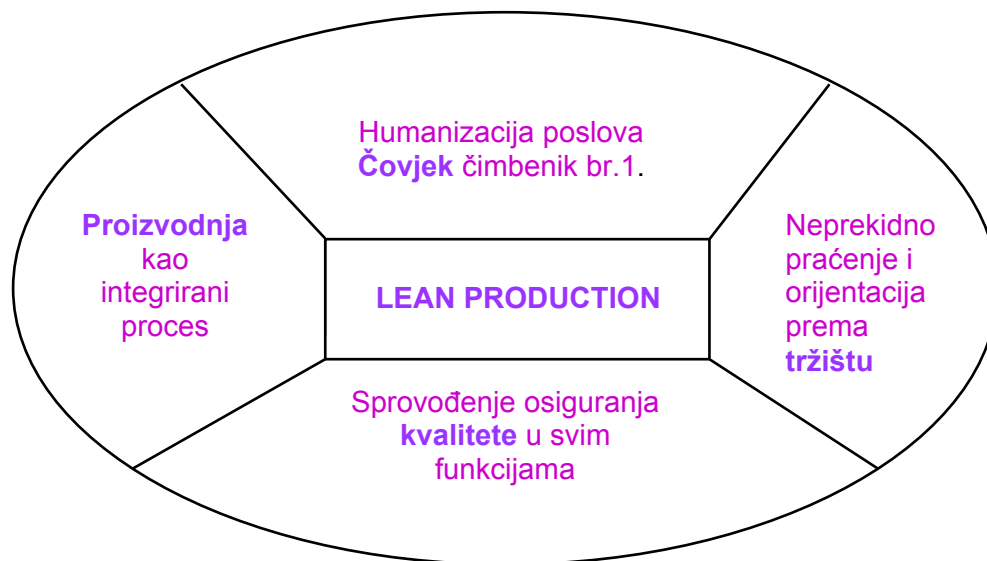 Humanizacija poslova
Čovjek čimbenik br.1.
Proizvodnja
kao
integrirani
proces
LEAN PRODUCTION
Neprekidno
praćenje i
orijentacija
prema
tržištu
Sprovođenje osiguranja
kvalitete u svim
funkcijama